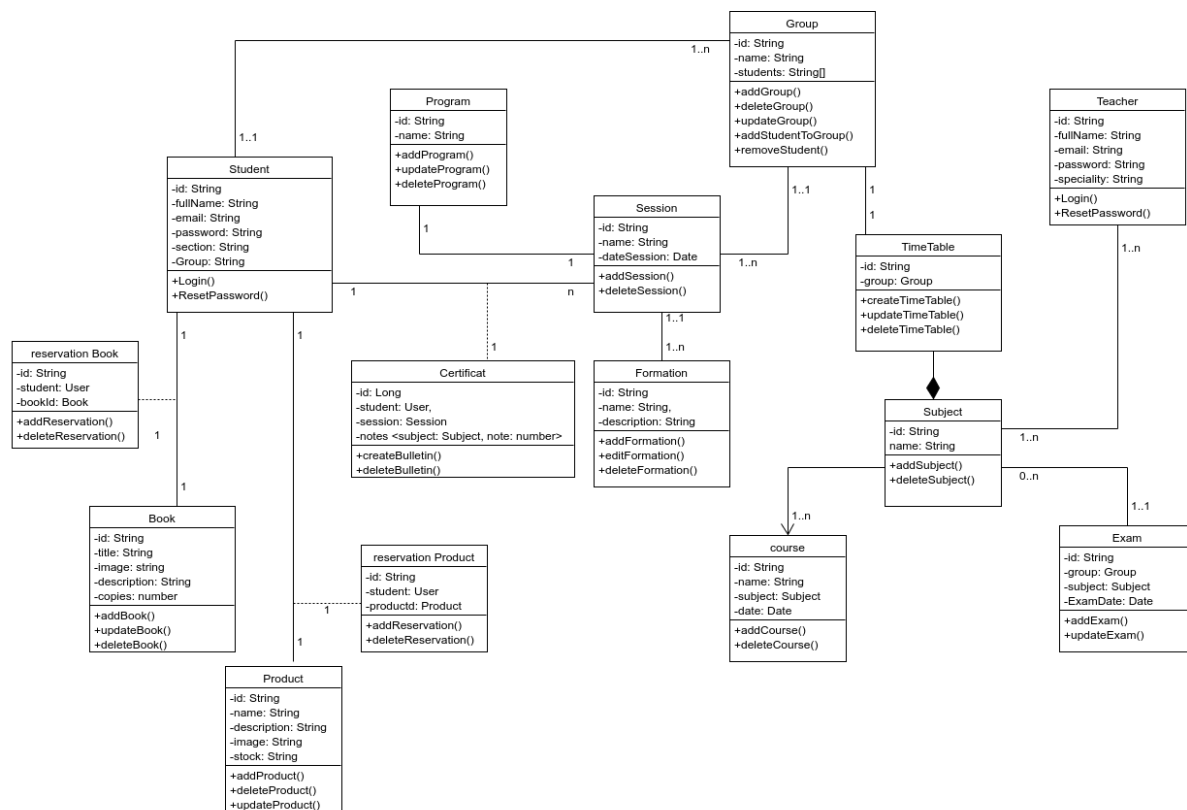 Group
-id: String
-name: String
-students: String[]
+addGroup()
+deleteGroup()
+updateGroup()
+addStudentToGroup()
+removeStudent()
1..n
1..1
1..1
1
1
Program
-id: String
-name: String
+addProgram()
+updateProgram()
+deleteProgram()
1
1
Teacher
-id: String
-fullName: String
-email: String
-password: String
-speciality: String
+Login()
+ResetPassword()
1..n
Student
-id: String
-fullName: String
-email: String
-password: String
-section: String
-Group: String
+Login()
+ResetPassword()
1
n
1
1
Session
-id: String
-name: String
-dateSession: Date
+addSession()
+deleteSession()
1..n
1..1
1..n
TimeTable
-id: String
-group: Group
+createTimeTable()
+updateTimeTable()
+deleteTimeTable()
reservation Book
-id: String
-student: User
-bookId: Book
+addReservation()
+deleteReservation()
1
1
1
Certificat
-id: Long
-student: User,
-session: Session
-notes <subject: Subject, note: number>
+createBulletin()
+deleteBulletin()
Formation
-id: String
-name: String,
-description: String
+addFormation()
+editFormation()
+deleteFormation()
Subject
-id: String
name: String
+addSubject()
+deleteSubject()
1..n
0..n
1..n
1..1
Book
-id: String
-title: String
-image: string
-description: String
-copies: number
+addBook()
+updateBook()
+deleteBook()
reservation Product
-id: String
-student: User
-productd: Product
+addReservation()
+deleteReservation()
1
1
course
-id: String
-name: String
-subject: Subject
-date: Date
+addCourse()
+deleteCourse()
Exam
-id: String
-group: Group
-subject: Subject
-ExamDate: Date
+addExam()
+updateExam()
Product
-id: String
-name: String
-description: String
-image: String
-stock: String
+addProduct()
+deleteProduct()
+updateProduct()